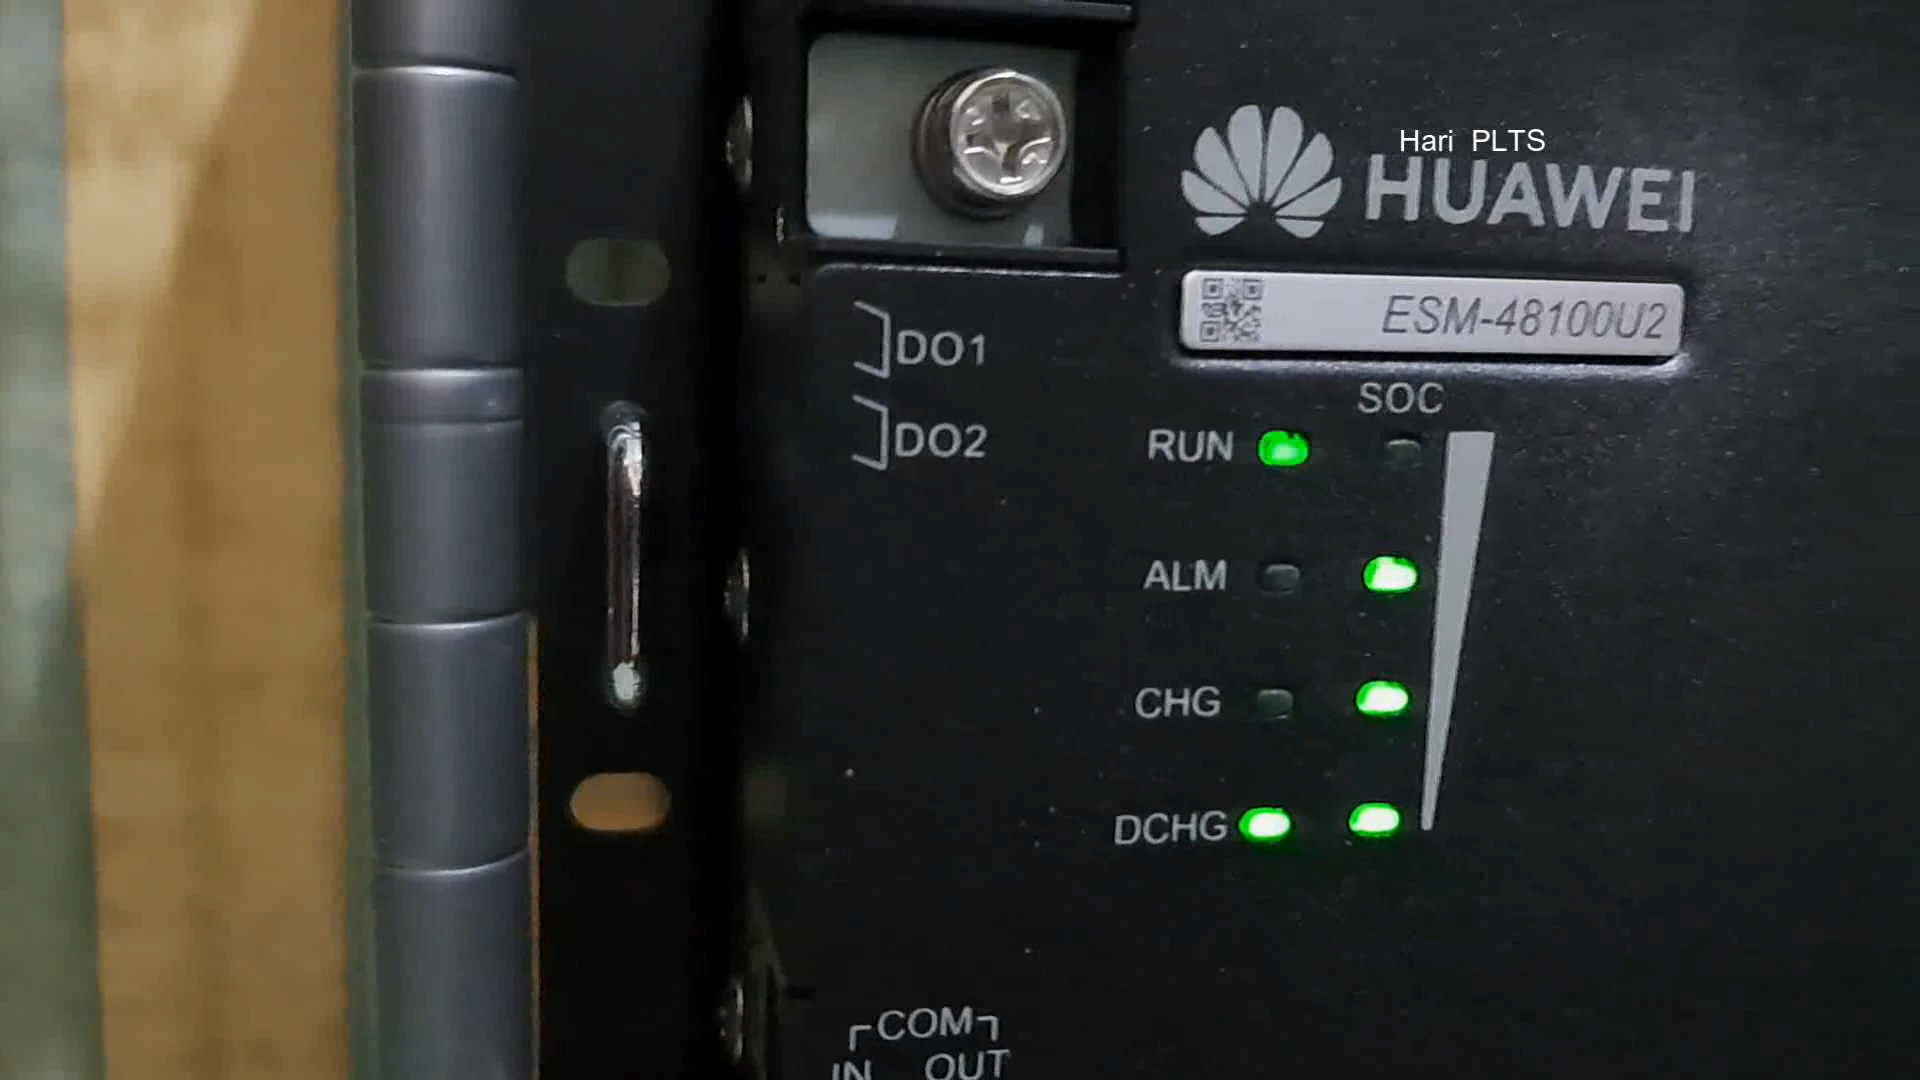 Hari  PLTS
HUAWEI
ESM-48100U2
DO1
DO2
SOC
RUN
ALM
CHG
DCHG
COM
IN OUT